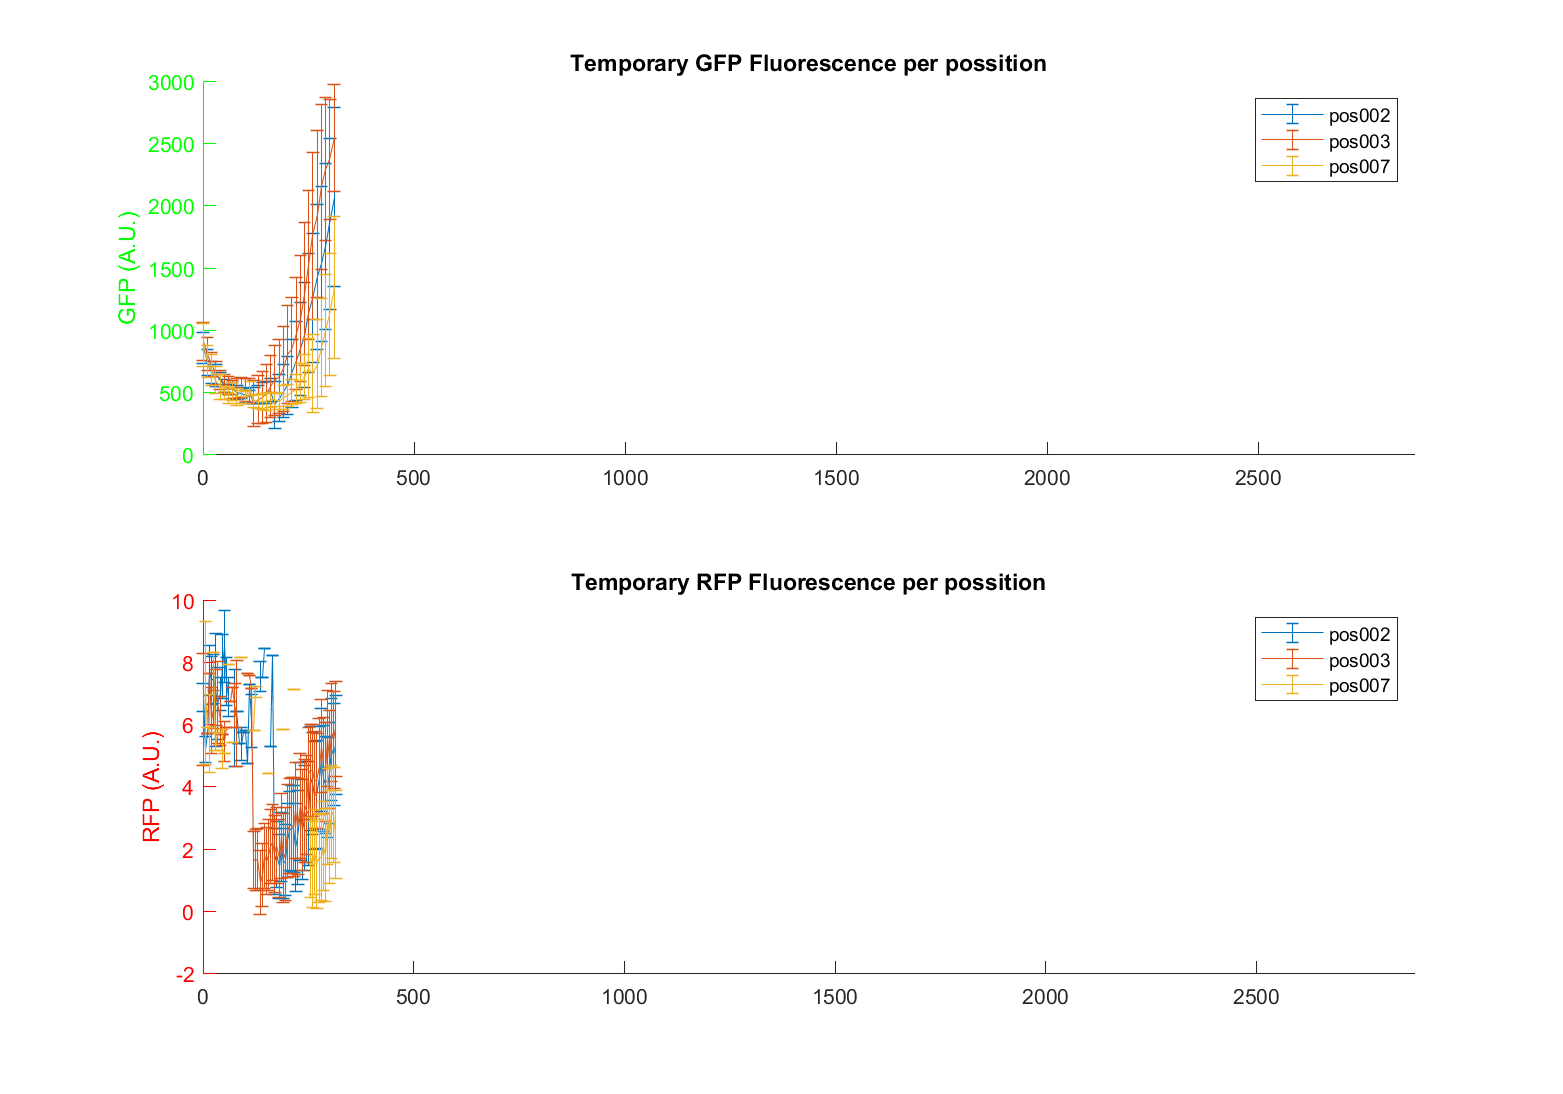 Temporary GFP Fluorescence per possition
3000
2500
2000
1500
1000
500
0
GFP (A.U.)
pos002
pos003
pos007
0 500 1000 1500 2000 2500
Temporary RFP Fluorescence per possition
10
8
6
4
2
0
-2
RFP (A.U.)
pos002
pos003
pos007
0 500 1000 1500 2000 2500